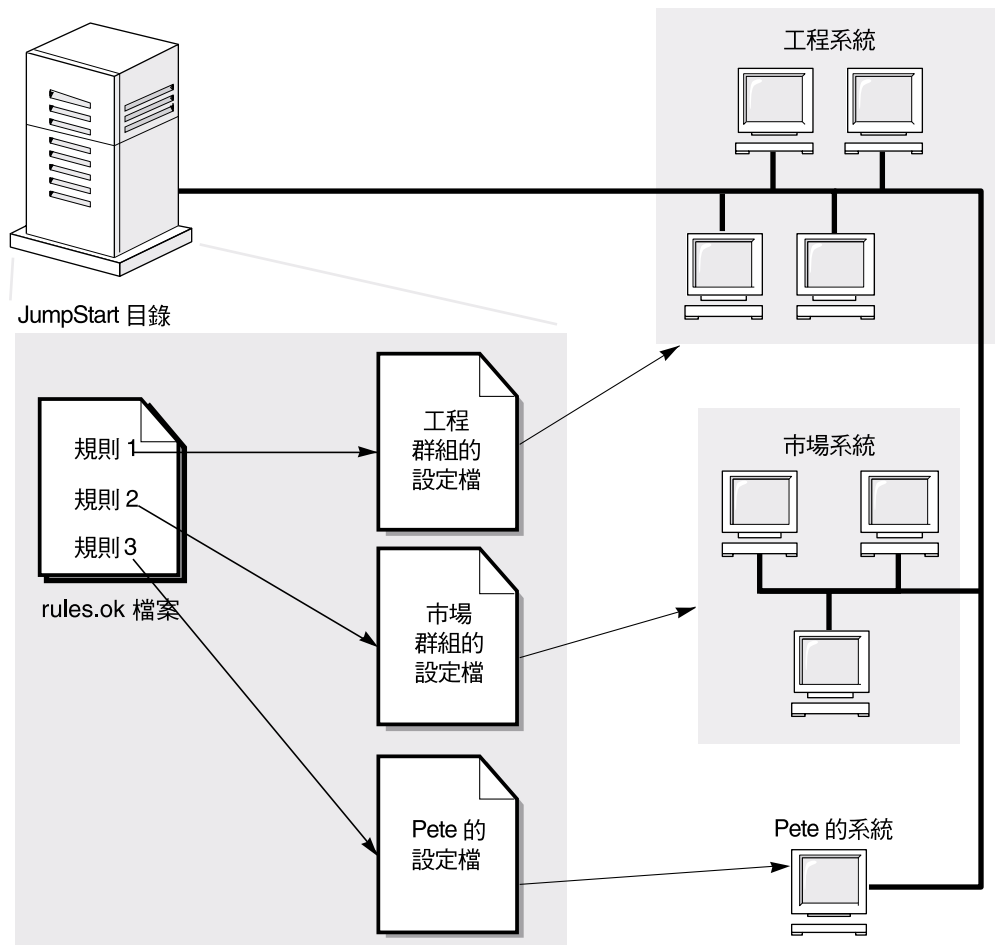 工程系統
JumpStart 目錄
規則 1
規則 2
規則 3
rules.ok 檔案
工程
群組的
設定檔
市場
群組的
設定檔
Pete 的
設定檔
市場系統
Pete 的系統